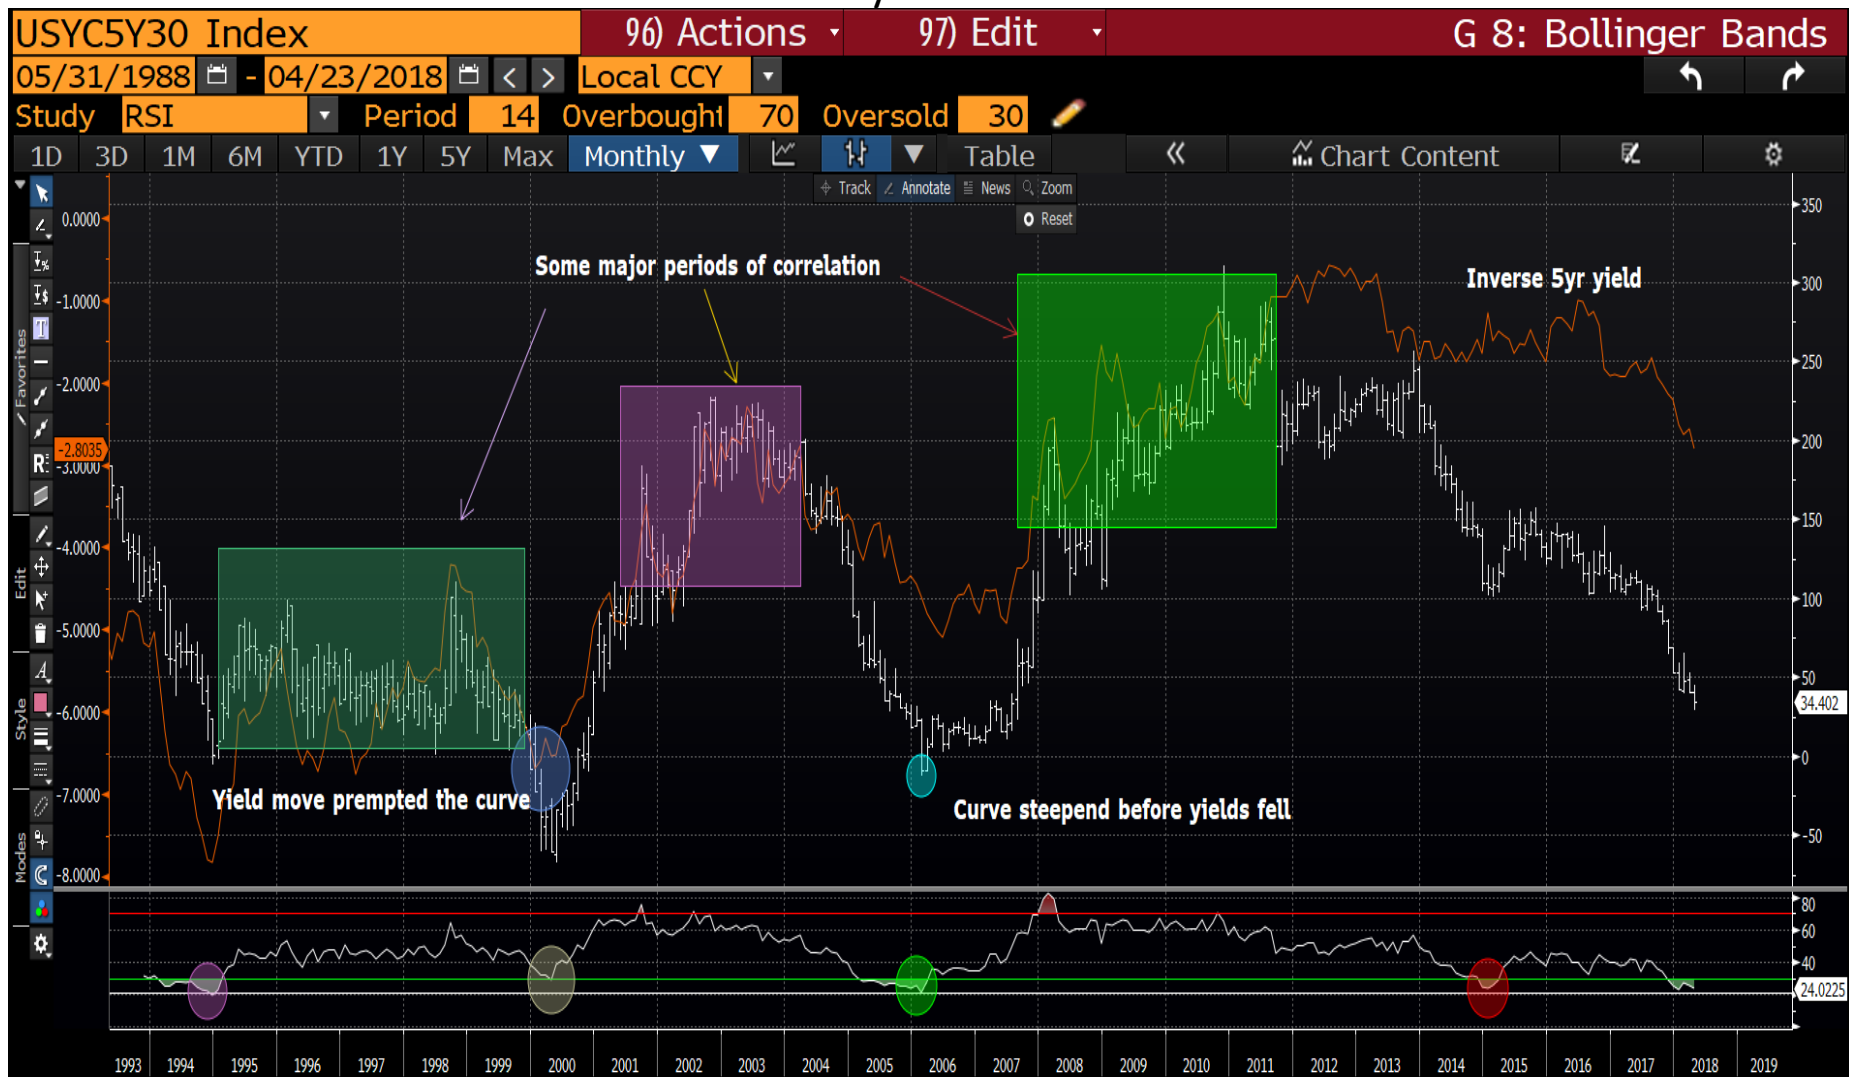 USYC5Y30 Index 96) Actions 97) Edit G 8: Bollinger Bands
05/31/1988 - 04/23/2018 < > Local CCY
Study RSI Period 14 Overbought 70 Oversold 30
1D 3D 1M 6M YTD 1Y 5Y Max Monthly ▼ ▼ Table « Chart Content
Track Annotate News Zoom
Reset
Favorites
Edit
Style
Modes
0.0000
-1.0000
-2.0000
-2.8035
-3.0000
-4.0000
-5.0000
-6.0000
-7.0000
-8.0000
Some major periods of correlation
Inverse 5yr yield
Yield move prempted the curve
Curve steepend before yields fell
350
300
250
200
150
100
50
34.402
0
-50
80
60
40
24.0225
1993 1994 1995 1996 1997 1998 1999 2000 2001 2002 2003 2004 2005 2006 2007 2008 2009 2010 2011 2012 2013 2014 2015 2016 2017 2018 2019